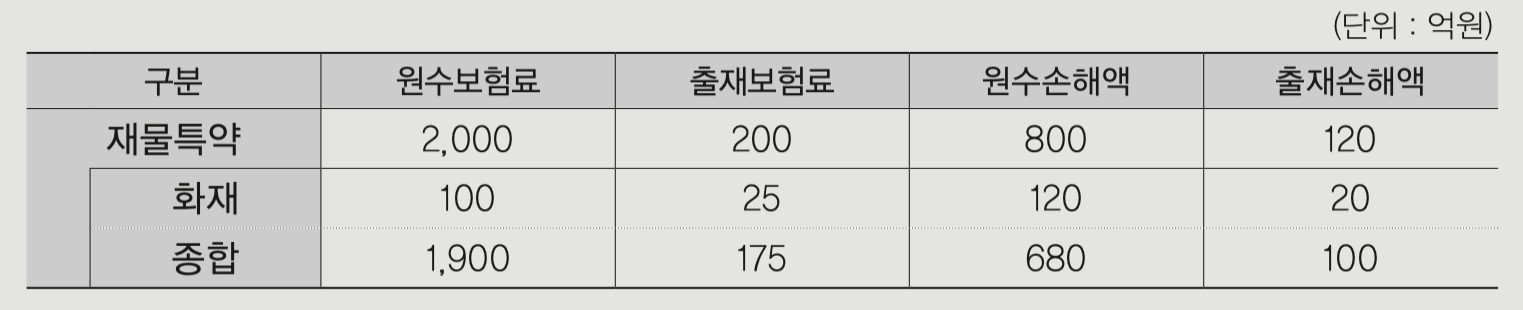 (단위 : 억원)
구분 원수보험료 출재보험료 원수손해액 출재손해액
재물특약 2,000 200 800 120
화재 100 25 120 20
종합 1,900 175 680 100